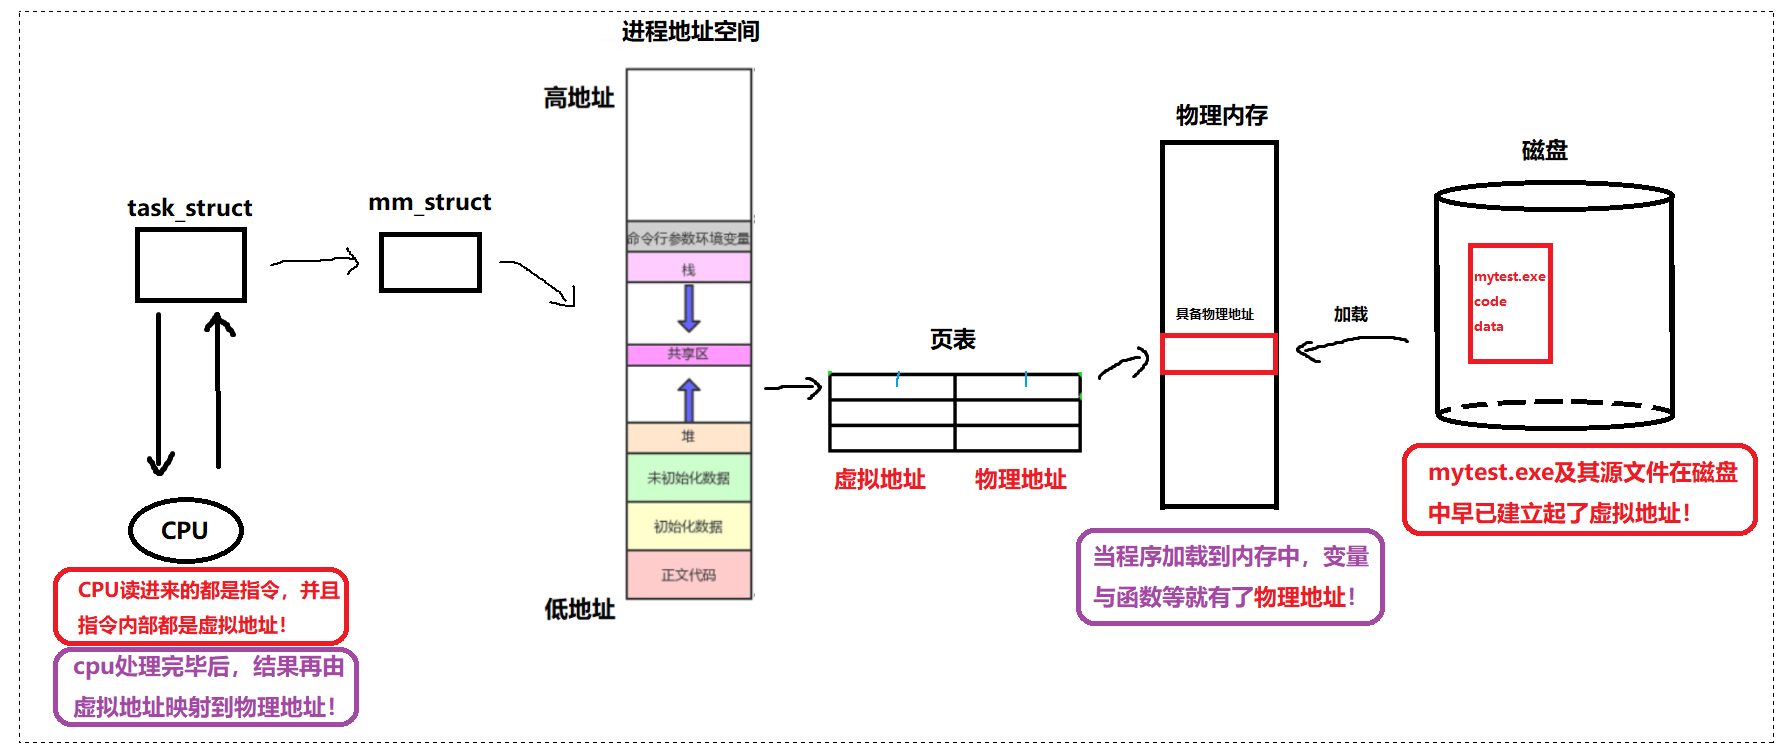 进程地址空间
高地址
物理内存
磁盘
task_struct
mm_struct
命令行参数环境变量
栈
mytest.exe
code
data
具备物理地址
加载
页表
共享区
堆
虚拟地址
物理地址
未初始化数据
初始化数据
正文代码
低地址
mytest.exe及其源文件在磁盘
中早已建立起了虚拟地址！
CPU
当程序加载到内存中，变量
与函数等就有了物理地址！
CPU读进来的都是指令，并且
指令内部都是虚拟地址！
cpu处理完毕后，结果再由
虚拟地址映射到物理地址！